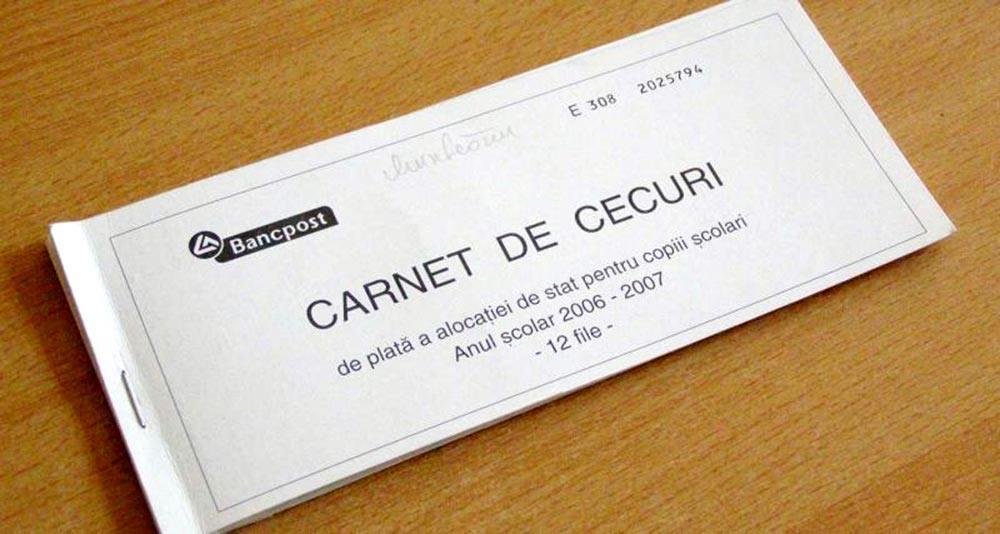 E 308 2025794
Bancpost
CARNET DE CECURI
de plată a alocației de stat pentru copiii școlari
Anul școlar 2006 - 2007
- 12 file -